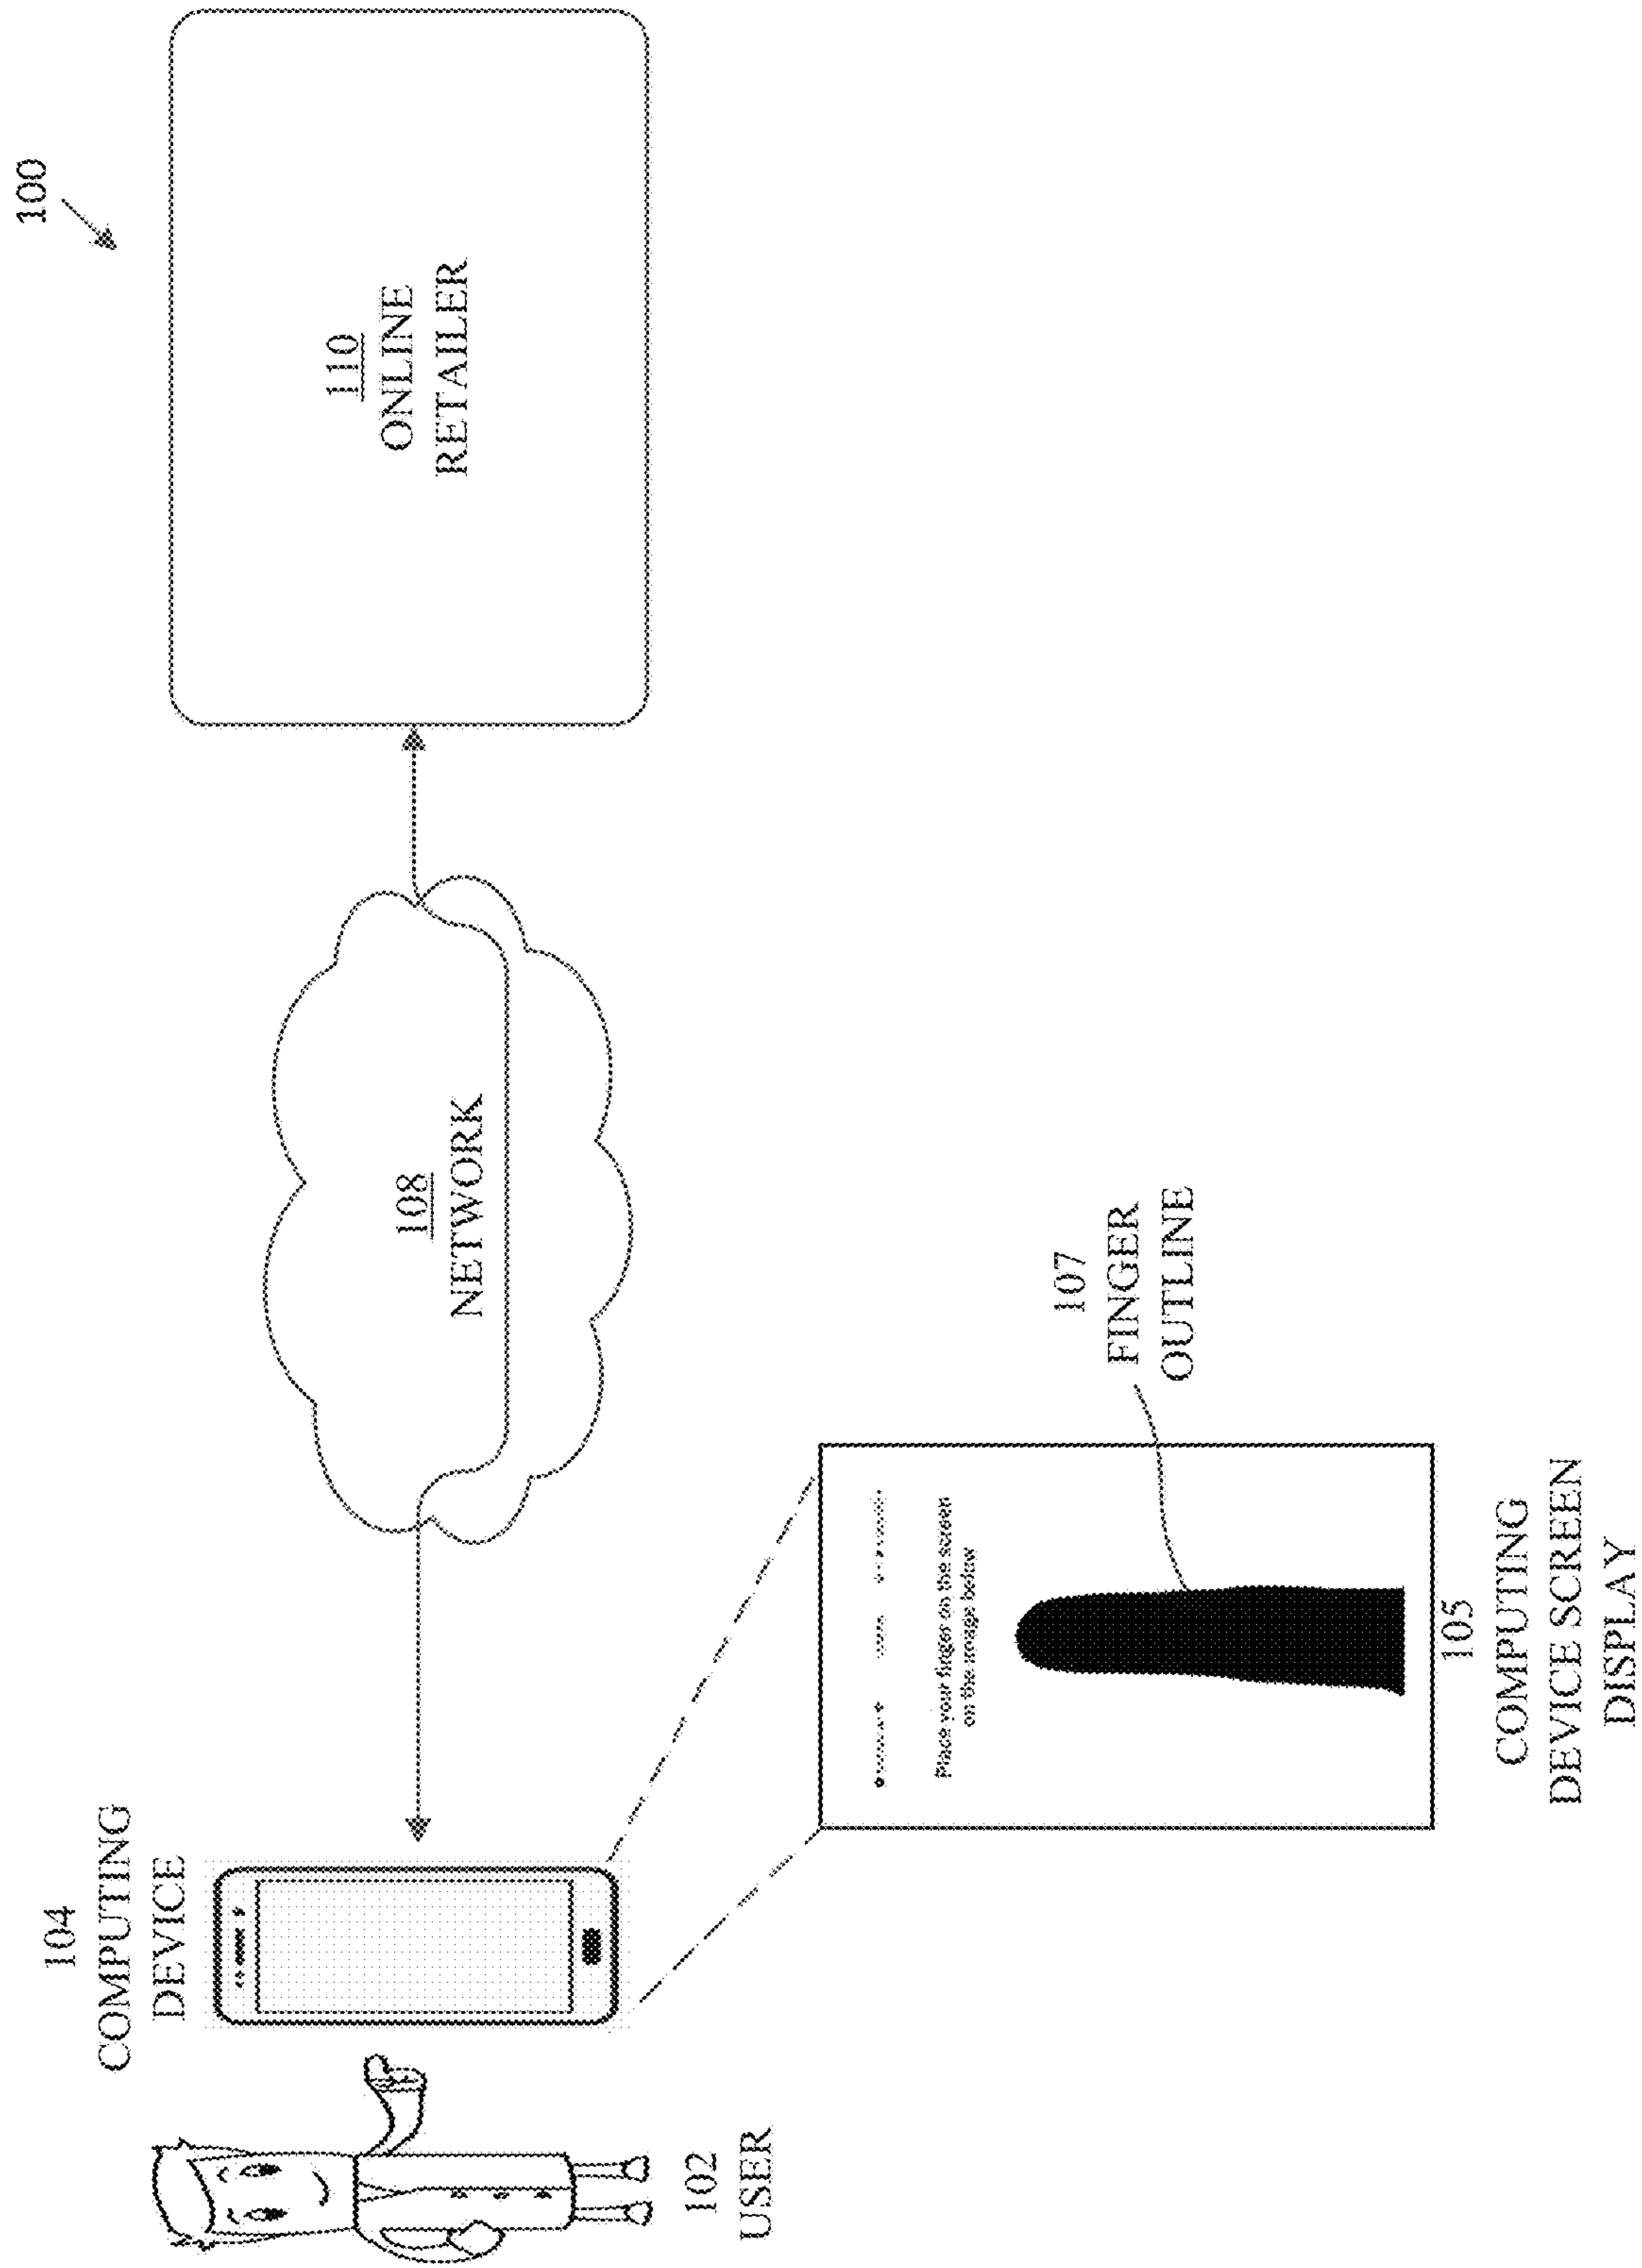 100
104
COMPUTING
DEVICE
102
USER
108
NETWORK
110
ONLINE
RETAILER
Place your finger on the screen
on the image below
107
FINGER
OUTLINE
105
COMPUTING
DEVICE SCREEN
DISPLAY